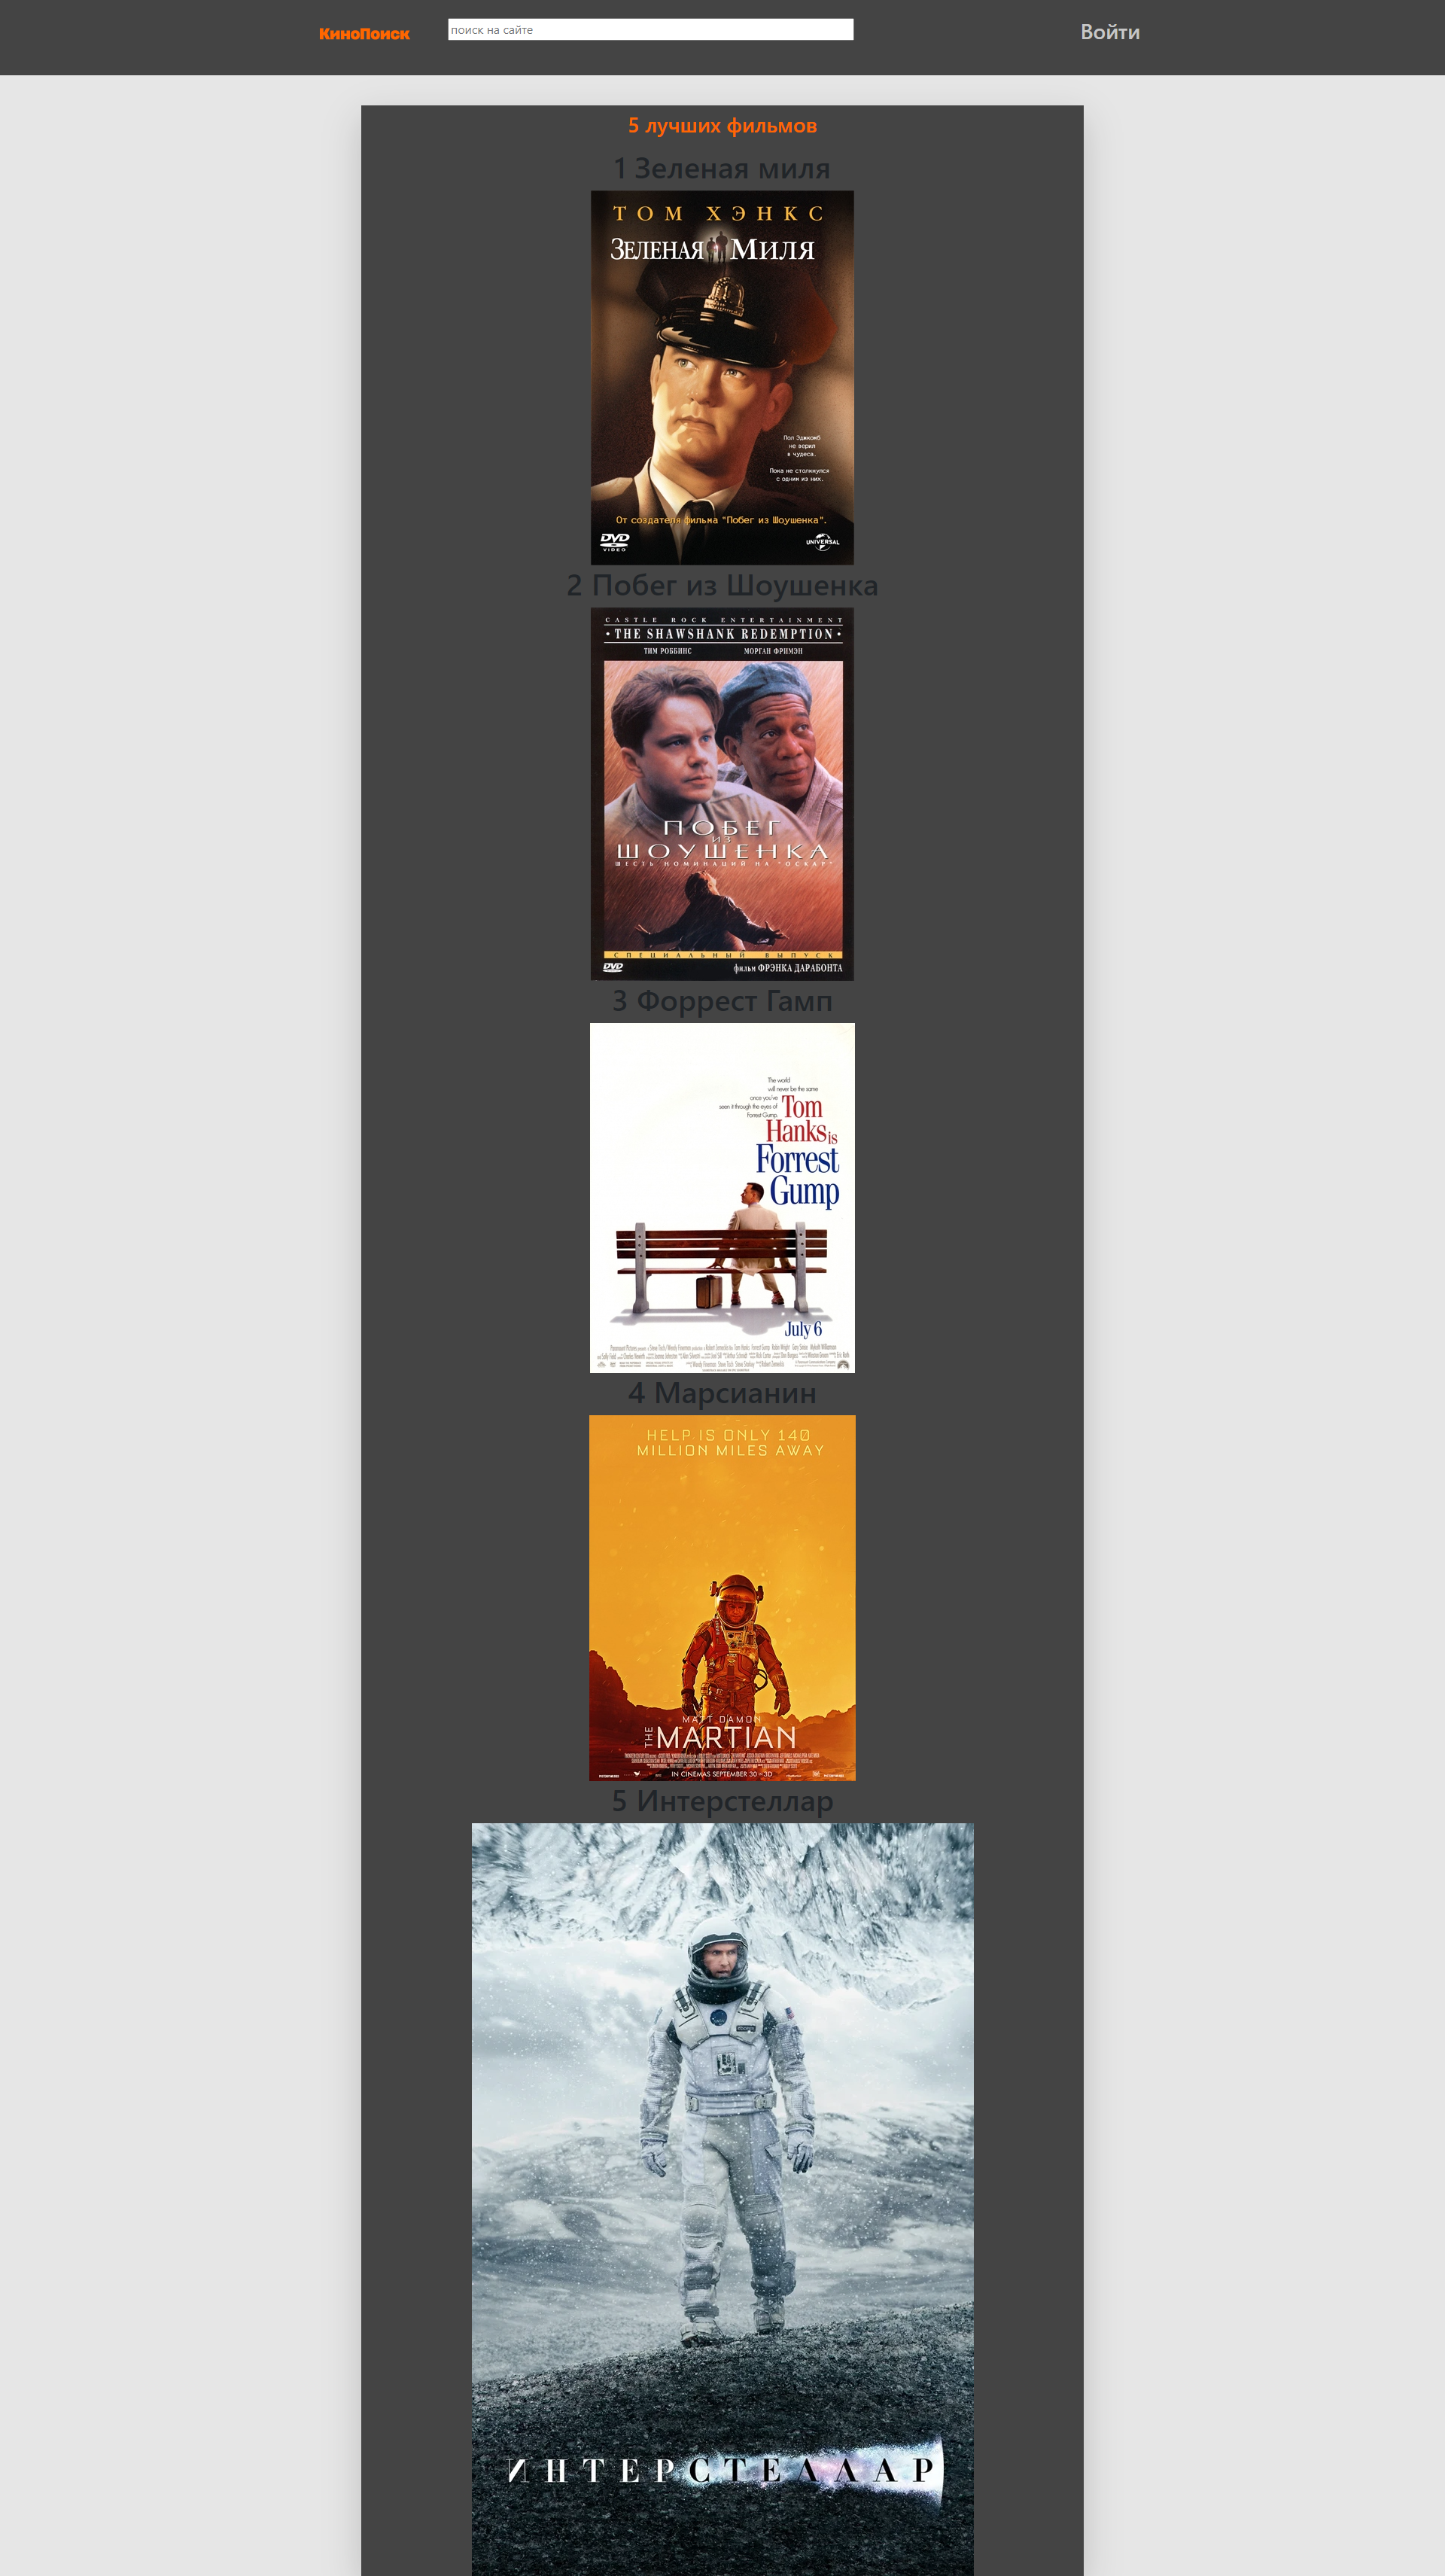 КиноПоиск
поиск на сайте
Войти
5 лучших фильмов
1 Зеленая миля
ТОМ ХЭНКС
ЗЕЛЕНАЯ МИЛЯ
Пол Эджкомб
не верил
в чудеса.
Пока не столкнулся
с одним из них.
От создателя фильма "Побег из Шоушенка".
DVD
VIDEO
UNIVERSAL
2 Побег из Шоушенка
CASTLE ROCK ENTERTAINMENT
• THE SHAWSHANK REDEMPTION •
ТИМ РОББИНС МОРГАН ФРИМЭН
ПОБЕГ
ИЗ
ШОУШЕНКА
ШЕСТЬ НОМИНАЦИЙ НА "ОСКАР"
СПЕЦИАЛЬНЫЙ ВЫПУСК
DVD
фильм ФРЭНКА ДАРАБОНТА
3 Форрест Гамп
The world
will never be the same
once you've
seen it through the eyes of
Forrest Gump.
Tom
Hanks is
Forrest
Gump
July 6
4 Марсианин
HELP IS ONLY 140
MILLION MILES AWAY
MATT DAMON
THE MARTIAN
IN CINEMAS SEPTEMBER 30 3D
5 Интерстеллар
ИНТЕРСТЕЛЛАР